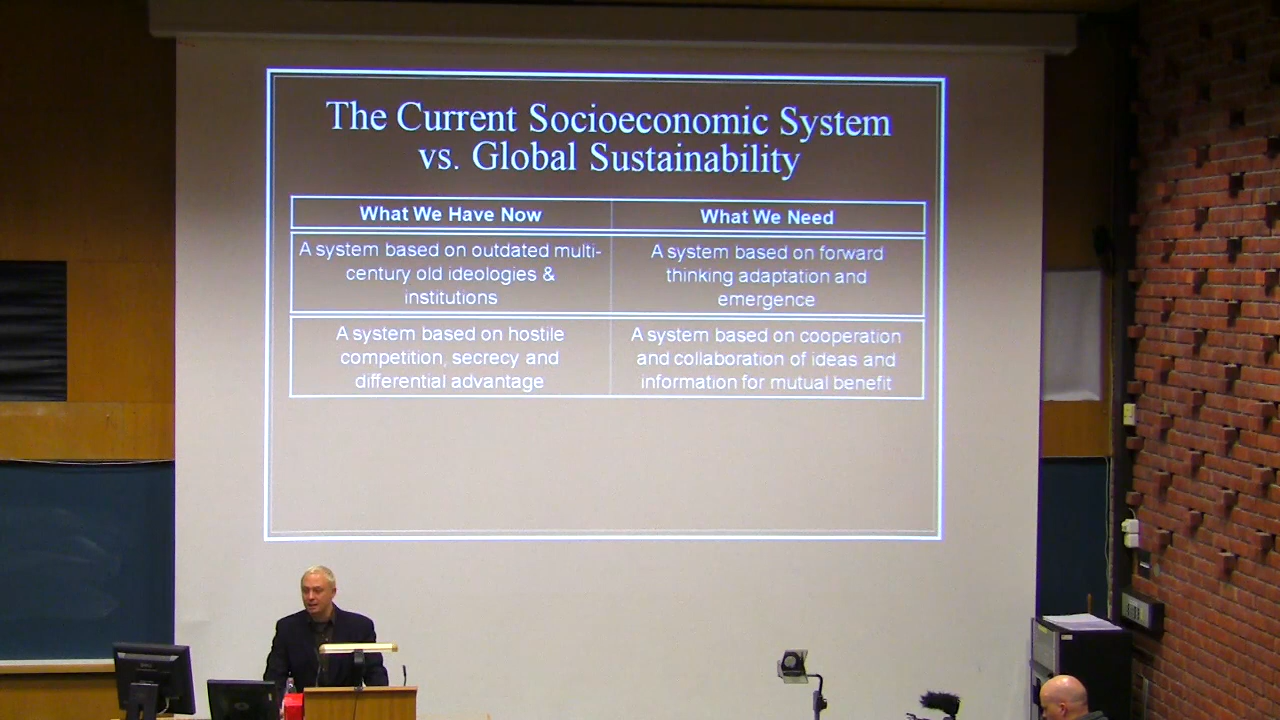 The Current Socioeconomic System
vs. Global Sustainability
What We Have Now
What We Need
A system based on outdated multi-
century old ideologies &
institutions
A system based on forward
thinking adaptation and
emergence
A system based on hostile
competition, secrecy and
differential advantage
A system based on cooperation
and collaboration of ideas and
information for mutual benefit